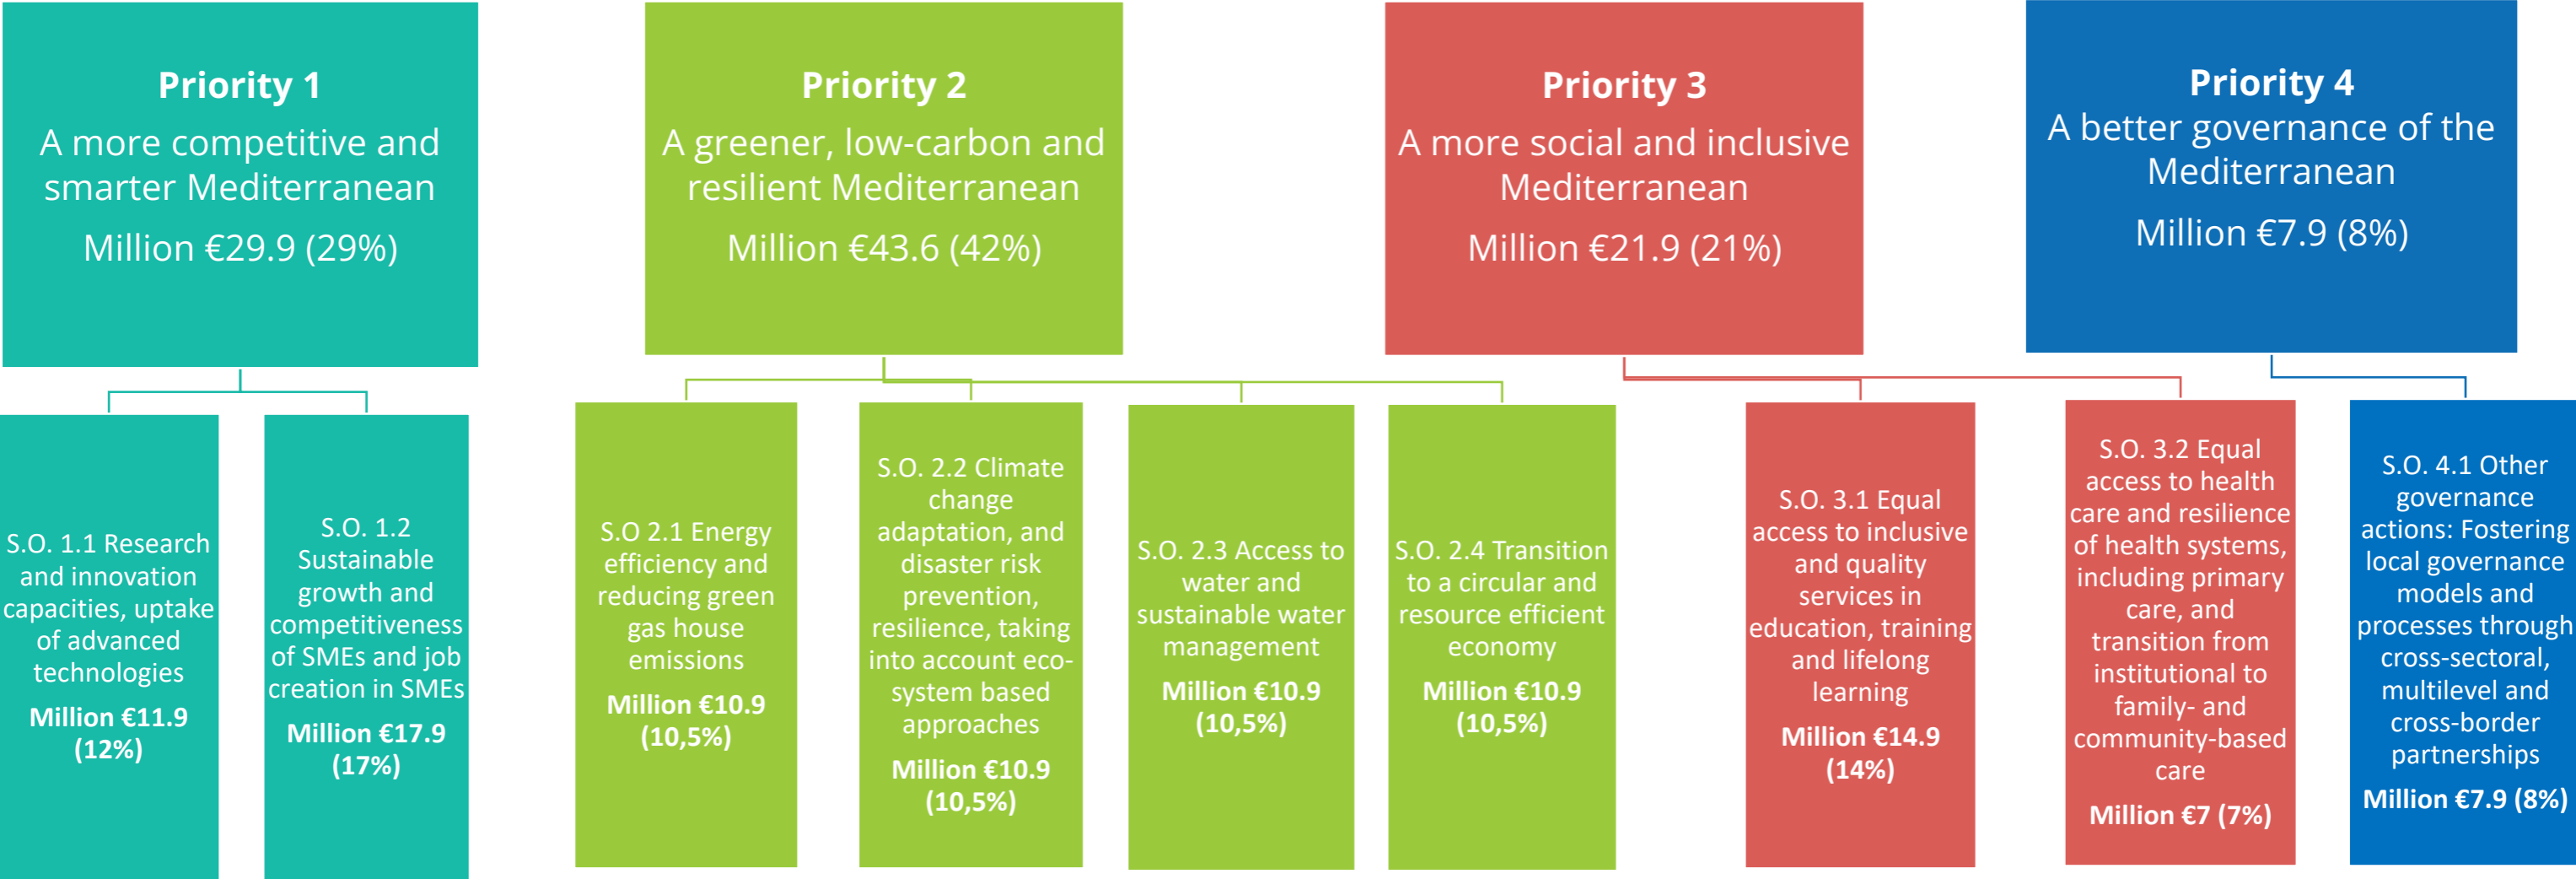 Priority 1
A more competitive and
smarter Mediterranean
Million €29.9 (29%)
Priority 2
A greener, low-carbon and
resilient Mediterranean
Million €43.6 (42%)
Priority 3
A more social and inclusive
Mediterranean
Million €21.9 (21%)
Priority 4
A better governance of the
Mediterranean
Million €7.9 (8%)
S.O. 1.1 Research
and innovation
capacities, uptake
of advanced
technologies
Million €11.9
(12%)
S.O. 1.2
Sustainable
growth and
competitiveness
of SMEs and job
creation in SMEs
Million €17.9
(17%)
S.O 2.1 Energy
efficiency and
reducing green
gas house
emissions
Million €10.9
(10,5%)
S.O. 2.2 Climate
change
adaptation, and
disaster risk
prevention,
resilience, taking
into account eco-
system based
approaches
Million €10.9
(10,5%)
S.O. 2.3 Access to
water and
sustainable water
management
Million €10.9
(10,5%)
S.O. 2.4 Transition
to a circular and
resource efficient
economy
Million €10.9
(10,5%)
S.O. 3.1 Equal
access to inclusive
and quality
services in
education, training
and lifelong
learning
Million €14.9
(14%)
S.O. 3.2 Equal
access to health
care and resilience
of health systems,
including primary
care, and
transition from
institutional to
family- and
community-based
care
Million €7 (7%)
S.O. 4.1 Other
governance
actions: Fostering
local governance
models and
processes through
cross-sectoral,
multilevel and
cross-border
partnerships
Million €7.9 (8%)